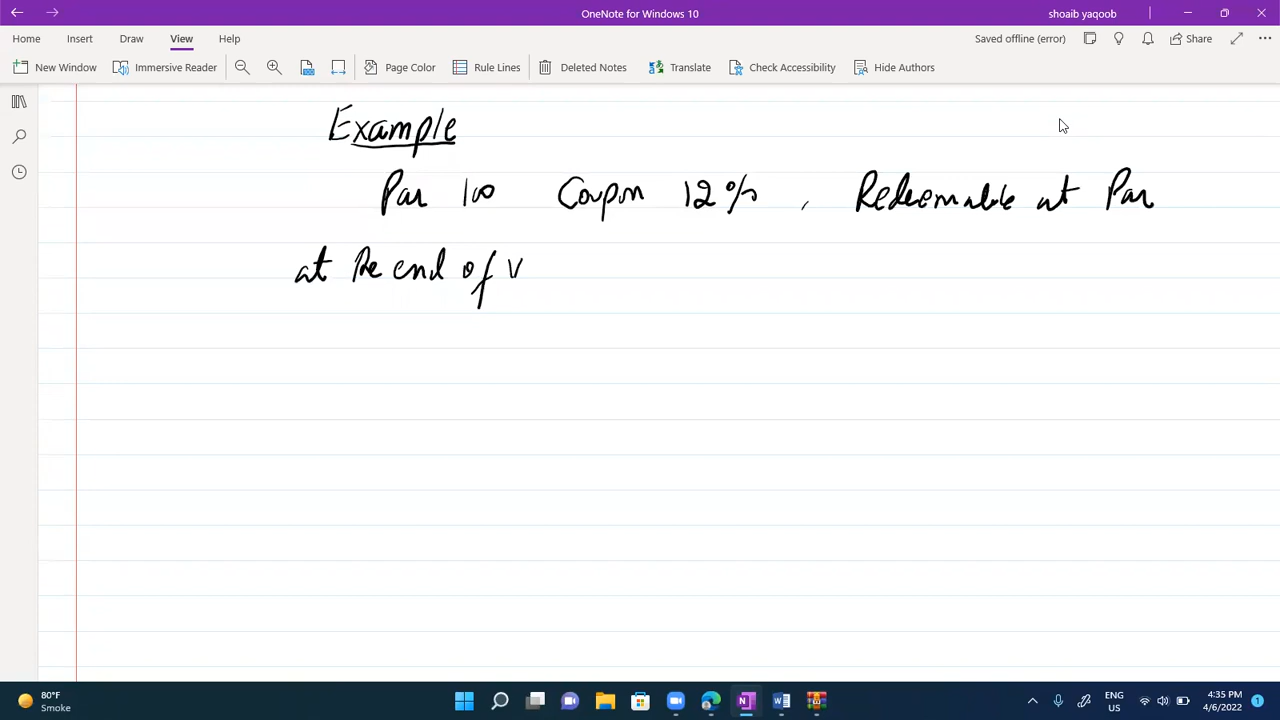 OneNote for Windows 10
shoaib yaqoob
Home Insert Draw View Help
Saved offline (error)
Share
New Window Immersive Reader Page Color Rule Lines Deleted Notes Translate Check Accessibility Hide Authors
Example
Par 100 Coupon 12% , Redeemable at Par
at the end of
80°F
Smoke
ENG
US
4:35 PM
4/6/2022
1